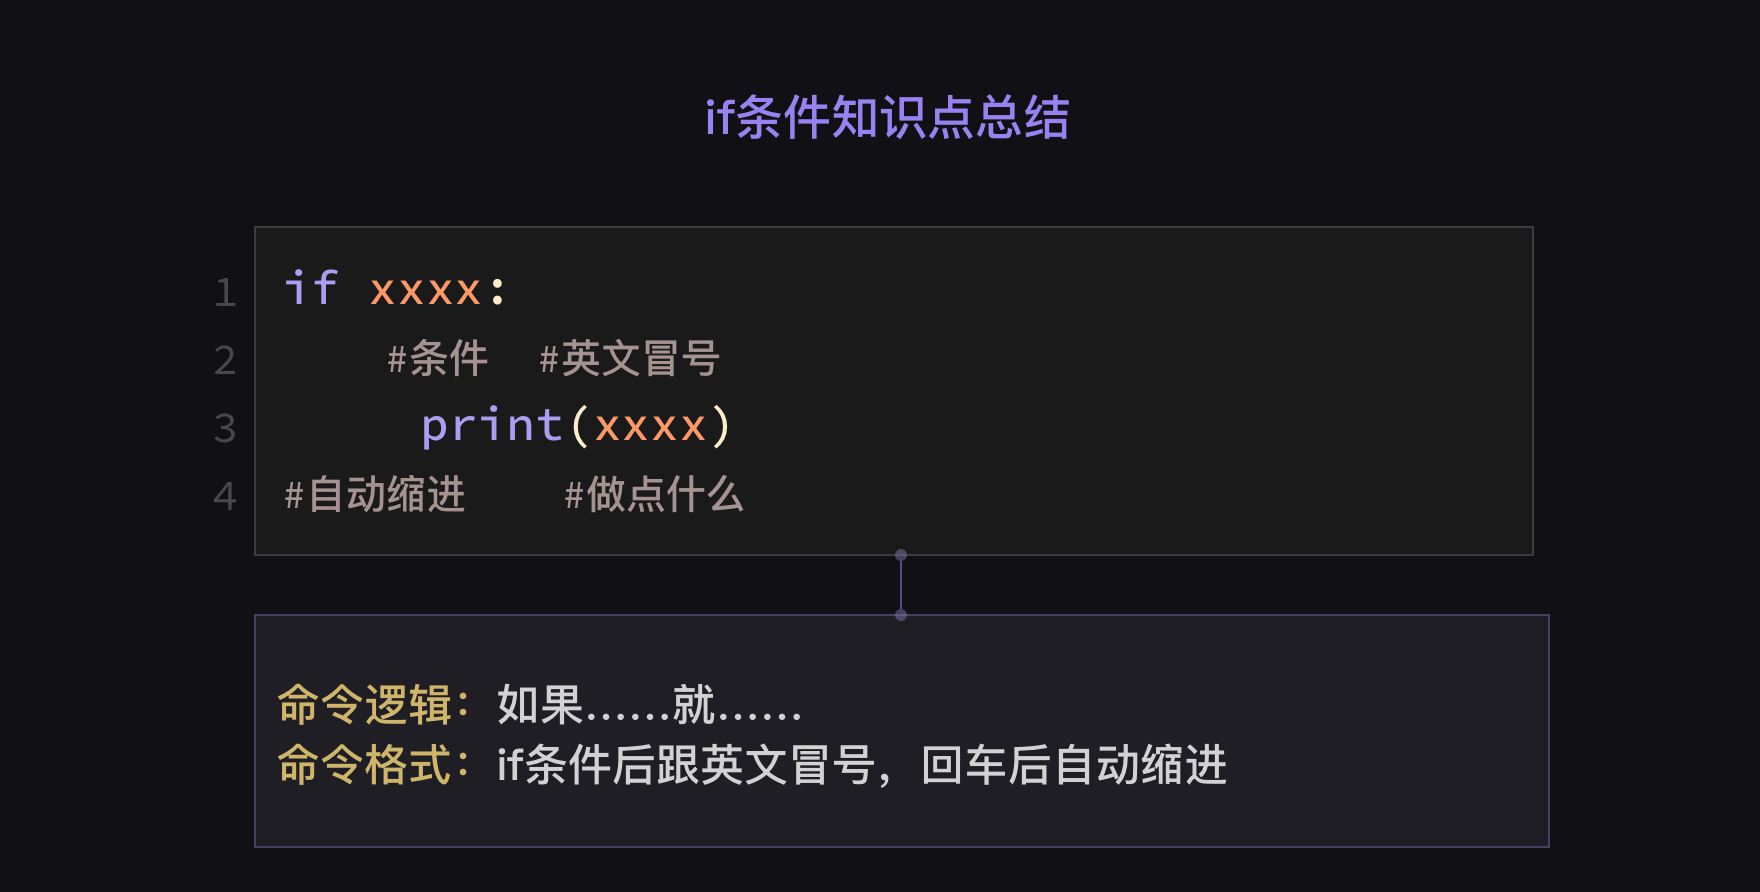 if条件知识点总结
1 if xxxx:
2 #条件 #英文冒号
3 print(xxxx)
4 #自动缩进 #做点什么
命令逻辑：如果......就......
命令格式：if条件后跟英文冒号，回车后自动缩进